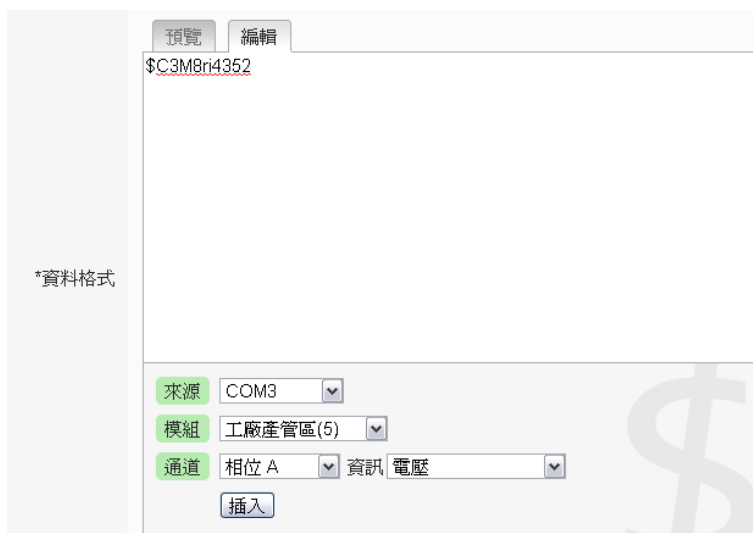 預覽 編輯
$C3M8ri4352
*資料格式
來源 COM3
模組 工廠產管區(5)
通道 相位 A 資訊 電壓
插入
$